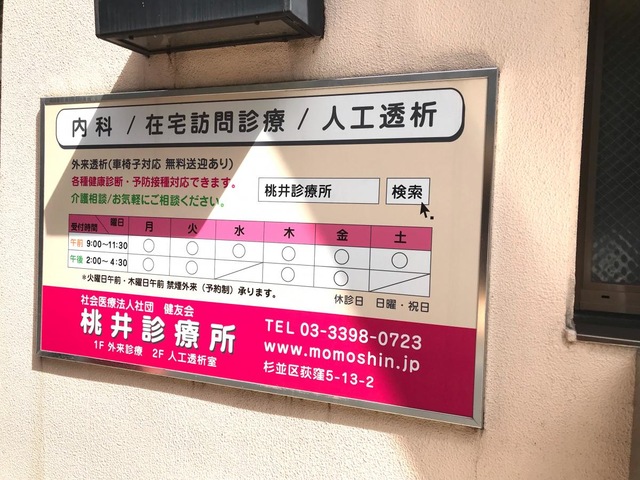 内科 / 在宅訪問診療 / 人工透析
外来透析(車椅子対応 無料送迎あり)
各種健康診断・予防接種対応できます。
介護相談/お気軽にご相談ください。
桃井診療所 検索
受付時間 曜日 月 火 水 木 金 土
午前 9:00～11:30 ○ ○ ○ ○ ○ ○
午後 2:00～4:30 ○ ○ ／ ○ ○ ／
*火曜日午前・木曜日午前 禁煙外来(予約制)承ります。
休診日 日曜・祝日
社会医療法人社団 健友会
桃井診療所
1F 外来診療 2F 人工透析室
TEL 03-3398-0723
www.momoshin.jp
杉並区荻窪5-13-2